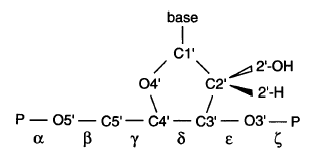 base
C1'
O4' C2' 2'-OH
2'-H
P O5' C5' C4' C3' O3' P
α β γ δ ε ζ